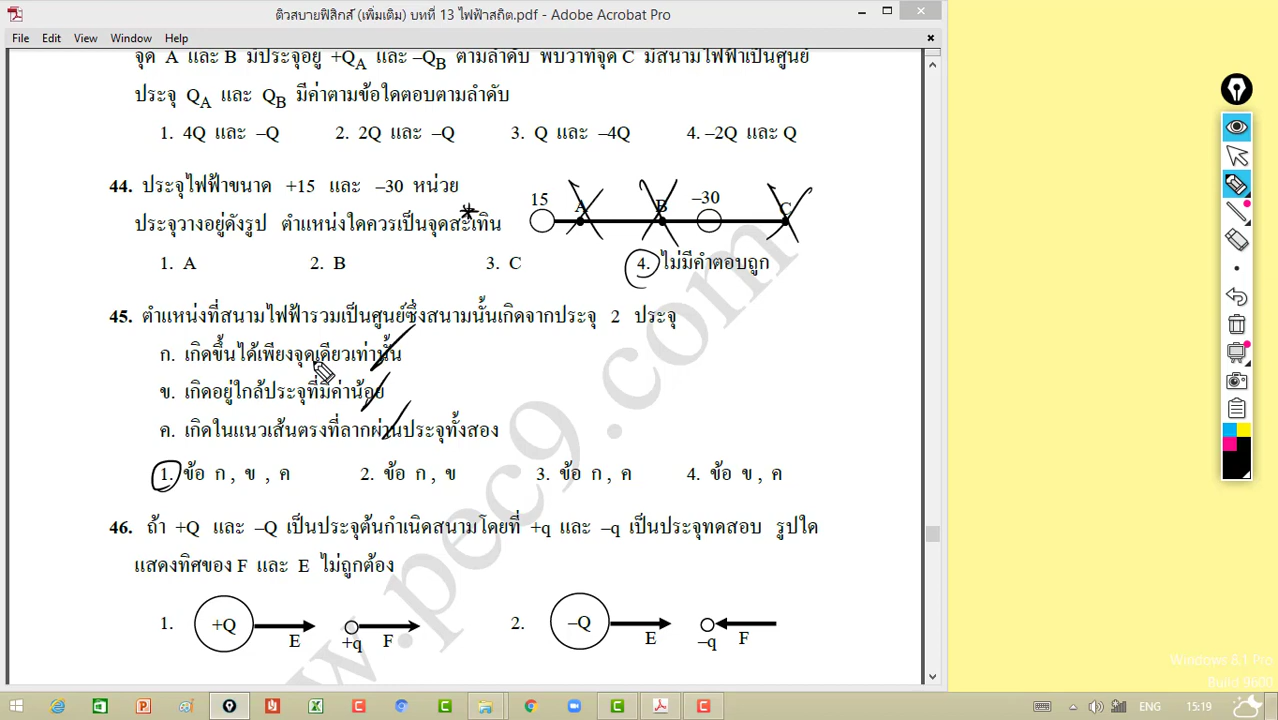 ติวสบายฟิสิกส์ (เพิ่มเติม) บทที่ 13 ไฟฟ้าสถิต.pdf - Adobe Acrobat Pro
File Edit View Window Help
จุด A และ B มีประจุอยู่ +QA และ –QB ตามลำดับ พบว่าที่จุด C มีสนามไฟฟ้าเป็นศูนย์
ประจุ QA และ QB มีค่าตามข้อใดตอบตามลำดับ
1. 4Q และ –Q 2. 2Q และ –Q 3. Q และ –4Q 4. –2Q และ Q
44. ประจุไฟฟ้าขนาด +15 และ –30 หน่วย
15 A B –30 C
ประจุวางอยู่ดังรูป ตำแหน่งใดควรเป็นจุดสะเทิน
1. A 2. B 3. C 4. ไม่มีคำตอบถูก
45. ตำแหน่งที่สนามไฟฟ้ารวมเป็นศูนย์ซึ่งสนามนั้นเกิดจากประจุ 2 ประจุ
ก. เกิดขึ้นได้เพียงจุดเดียวเท่านั้น
ข. เกิดอยู่ใกล้ประจุที่มีค่าน้อย
ค. เกิดในแนวเส้นตรงที่ลากผ่านประจุทั้งสอง
1. ข้อ ก , ข , ค 2. ข้อ ก , ข 3. ข้อ ก , ค 4. ข้อ ข , ค
46. ถ้า +Q และ –Q เป็นประจุต้นกำเนิดสนามโดยที่ +q และ –q เป็นประจุทดสอบ รูปใด
แสดงทิศของ F และ E ไม่ถูกต้อง
1. +Q E +q F 2. –Q E –q F
www.pec9.com
Windows 8.1 Pro
Build 9600
ENG 15:19